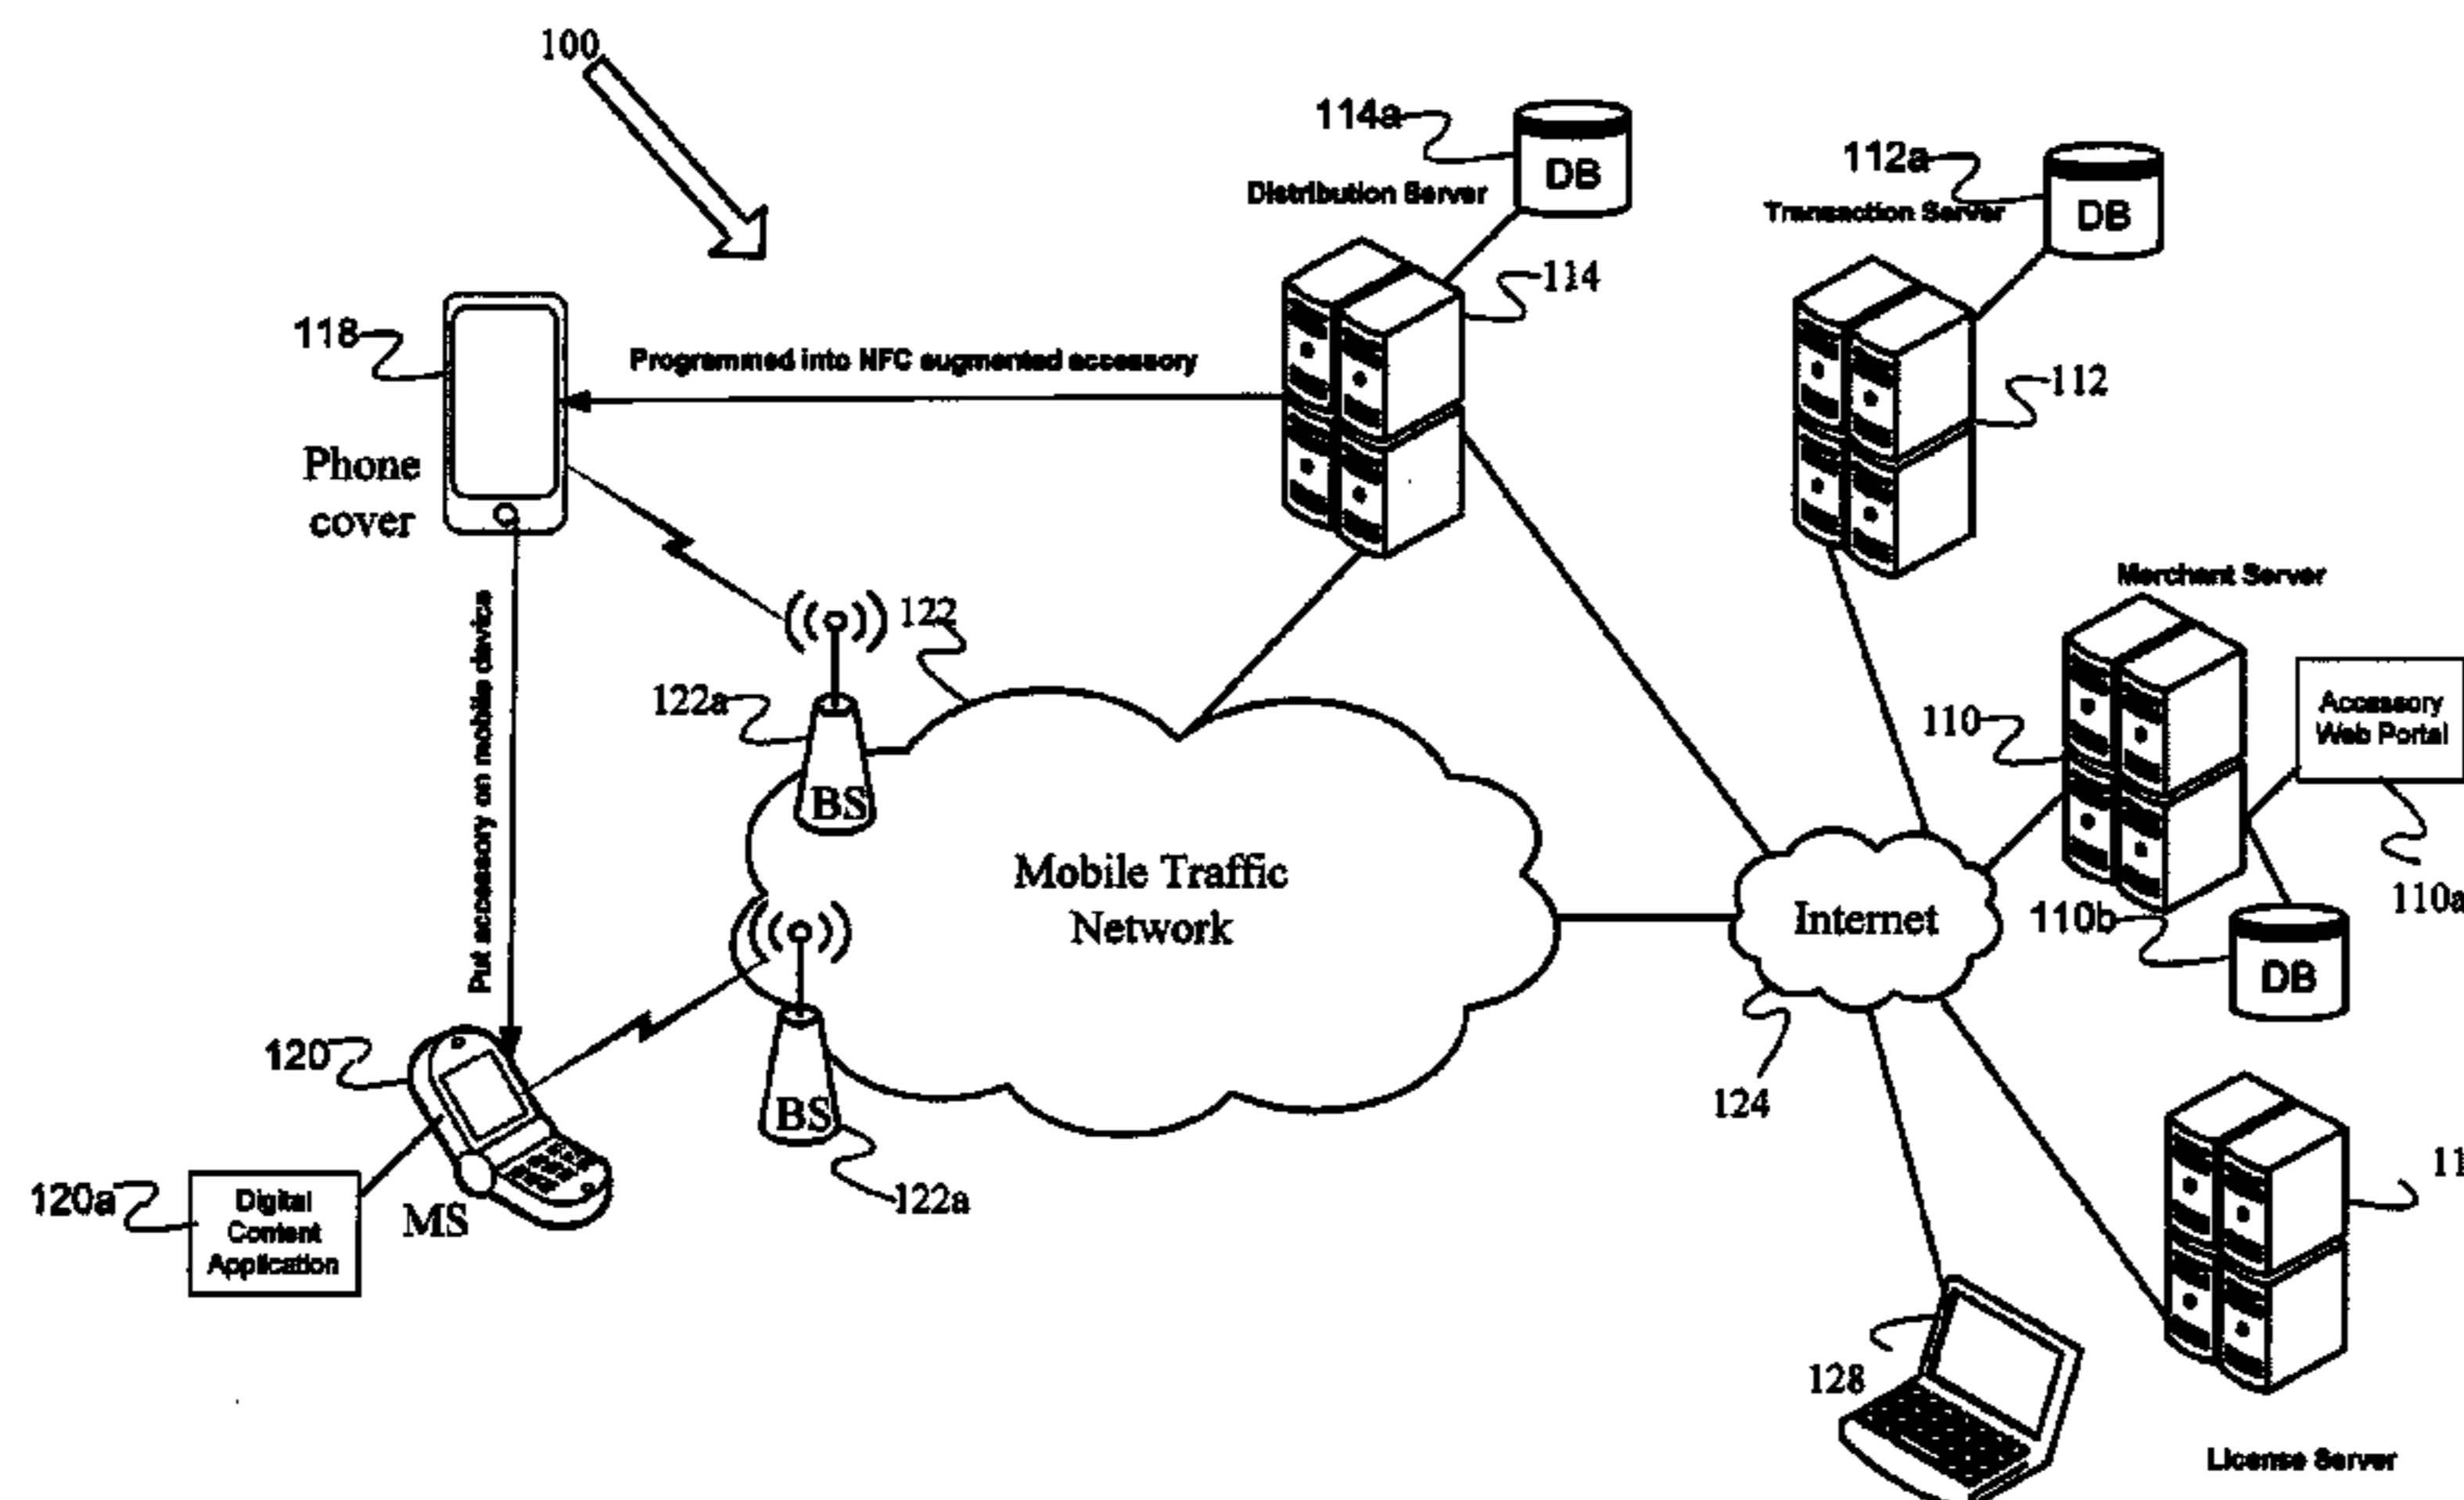 100
114a
DB
Distribution Server
112a
DB
Transaction Server
114
118
Programmed into NFC augmented accessory
112
Phone
cover
Merchant Server
122
Put accessory on mobile device
122a
110
Accessory
Web Portal
BS
Mobile Traffic
Network
Internet
110b
110a
DB
120
124
BS
120a
Digital
Content
Application
MS
122a
128
License Server